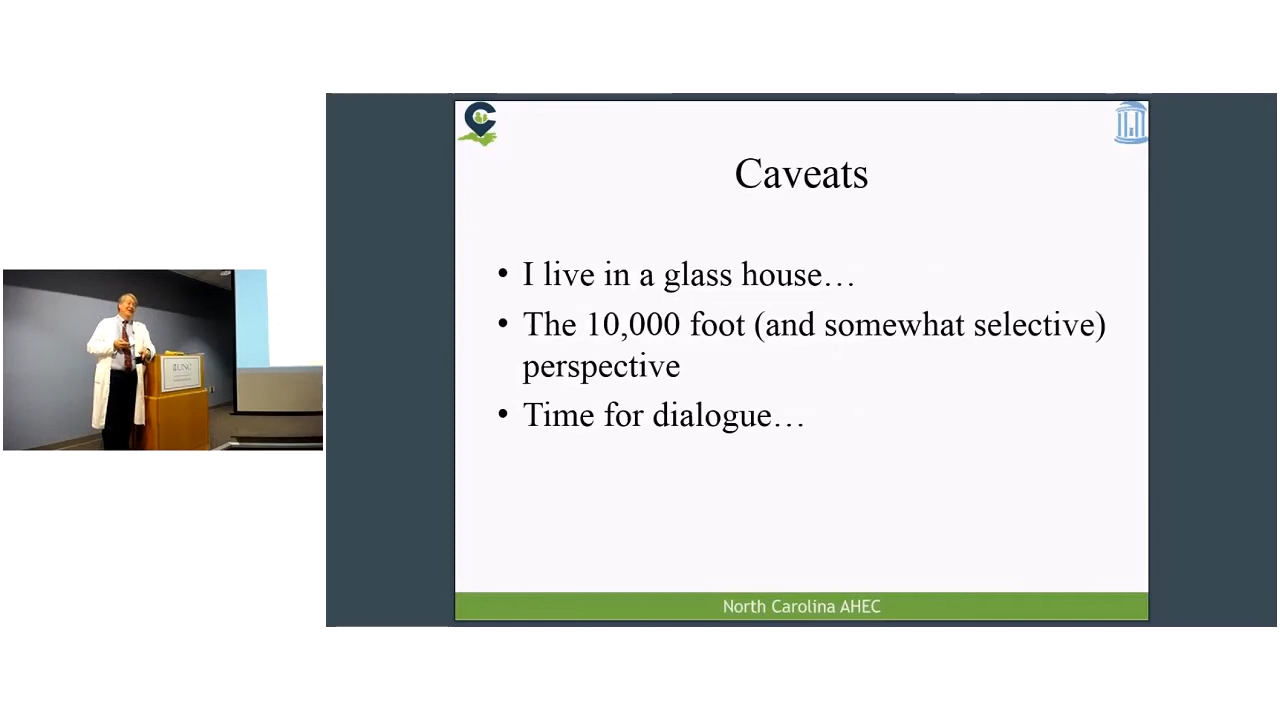 Caveats
• I live in a glass house…
• The 10,000 foot (and somewhat selective)
perspective
• Time for dialogue…
North Carolina AHEC
UNC